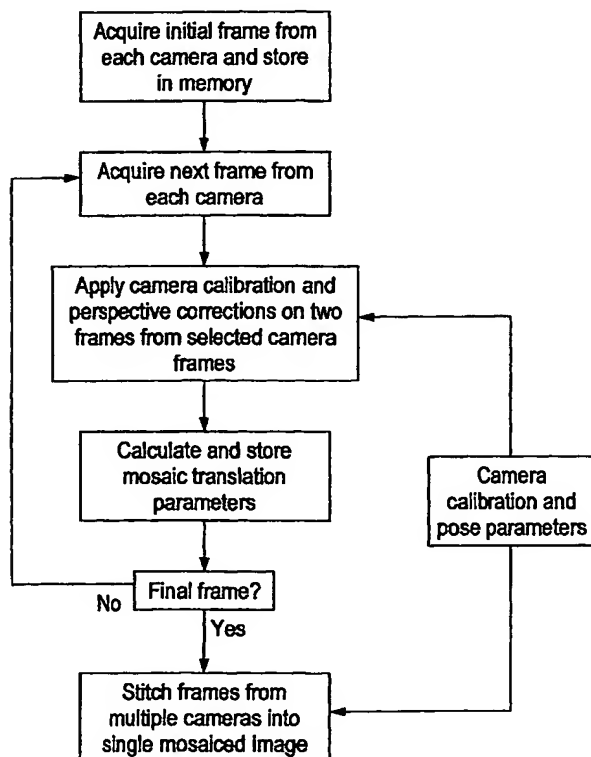 Acquire initial frame from
each camera and store
in memory
Acquire next frame from
each camera
Apply camera calibration and
perspective corrections on two
frames from selected camera
frames
Calculate and store
mosaic translation
parameters
Camera
calibration and
pose parameters
Final frame?
No
Yes
Stitch frames from
multiple cameras into
single mosaiced image